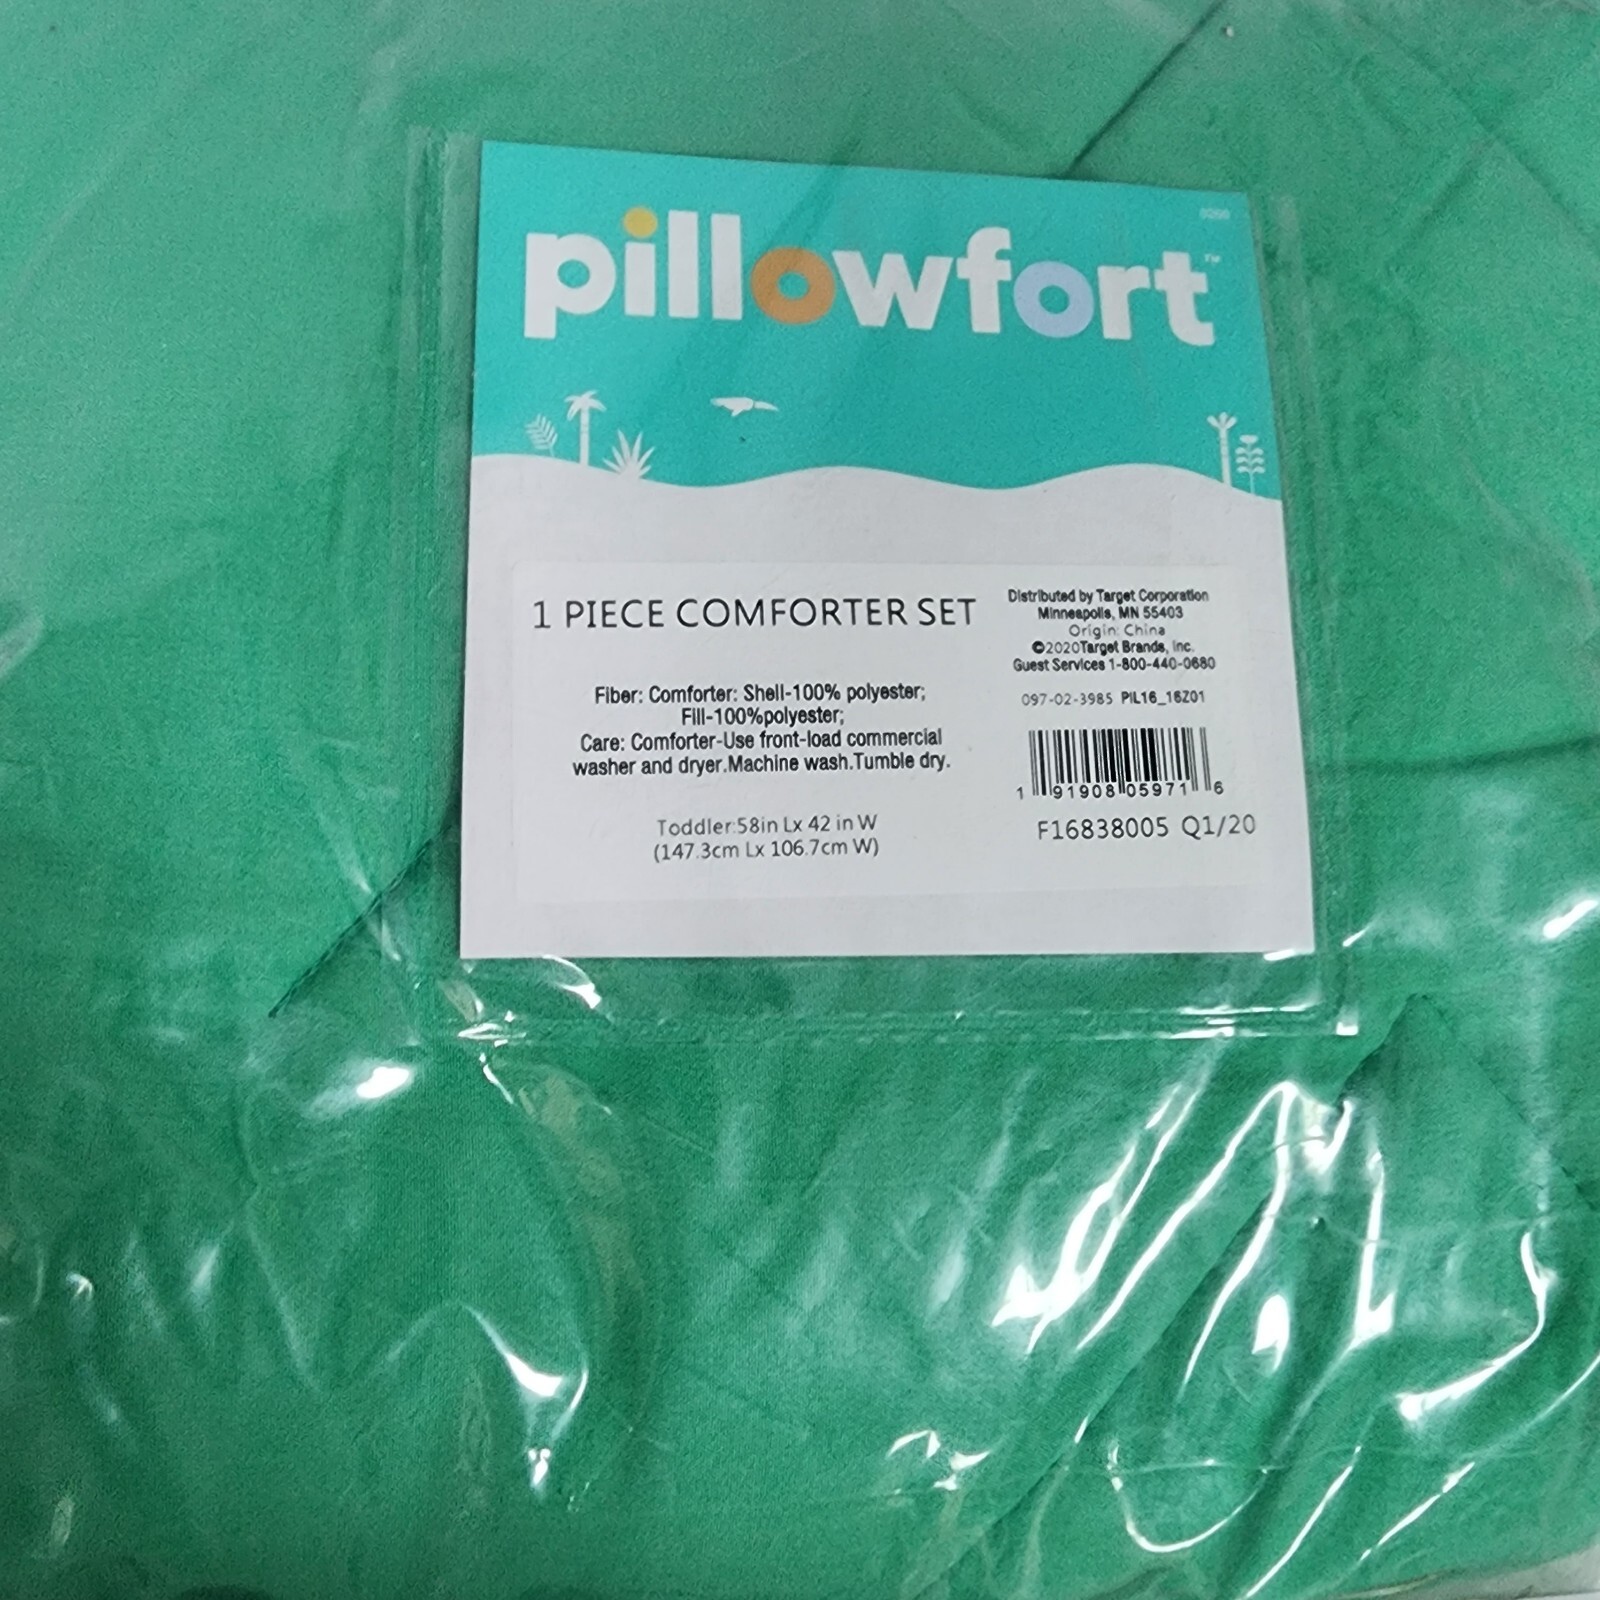 pillowfort™
1 PIECE COMFORTER SET
Fiber: Comforter: Shell-100% polyester;
Fill-100%polyester;
Care: Comforter-Use front-load commercial
washer and dryer.Machine wash.Tumble dry.
Toddler:58in Lx 42 in W
(147.3cm Lx 106.7cm W)
Distributed by Target Corporation
Minneapolis, MN 55403
Origin: China
©2020Target Brands, Inc.
Guest Services 1-800-440-0680
097-02-3985 PIL16_16Z01
1 91908 05971 6
F16838005 Q1/20